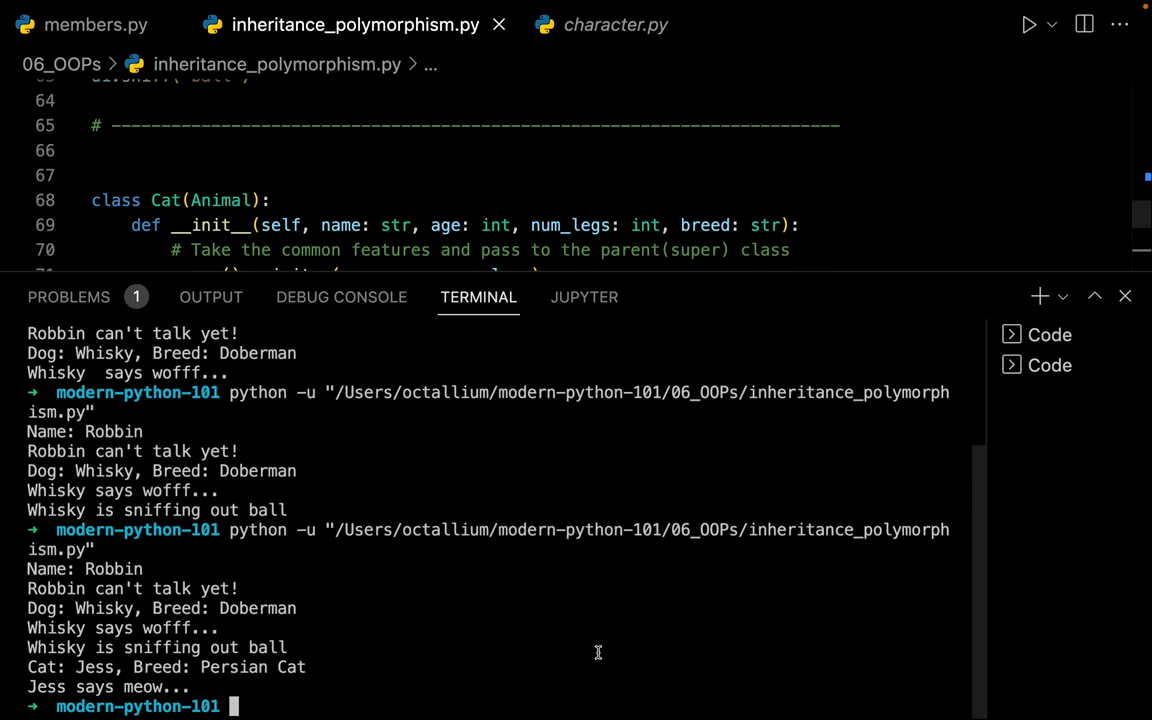 members.py inheritance_polymorphism.py character.py
06_OOPs > inheritance_polymorphism.py > ...
64
65 # -------------------------------------------------------------------------
66
67
68 class Cat(Animal):
69 def __init__(self, name: str, age: int, num_legs: int, breed: str):
70 # Take the common features and pass to the parent(super) class
PROBLEMS 1 OUTPUT DEBUG CONSOLE TERMINAL JUPYTER
Robbin can't talk yet!
Dog: Whisky, Breed: Doberman
Whisky  says wofff...
➜ modern-python-101 python -u "/Users/octallium/modern-python-101/06_OOPs/inheritance_polymorph
ism.py"
Name: Robbin
Robbin can't talk yet!
Dog: Whisky, Breed: Doberman
Whisky says wofff...
Whisky is sniffing out ball
➜ modern-python-101 python -u "/Users/octallium/modern-python-101/06_OOPs/inheritance_polymorph
ism.py"
Name: Robbin
Robbin can't talk yet!
Dog: Whisky, Breed: Doberman
Whisky says wofff...
Whisky is sniffing out ball
Cat: Jess, Breed: Persian Cat
Jess says meow...
➜ modern-python-101
Code
Code